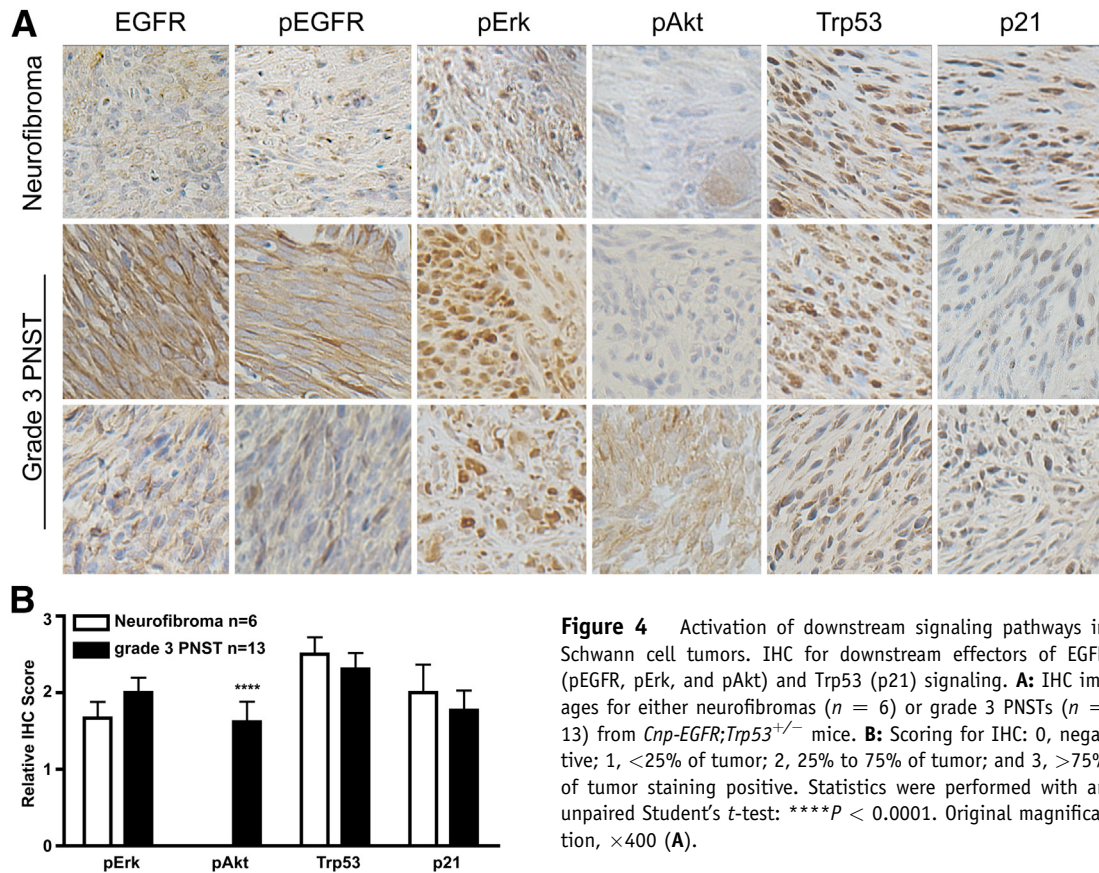 A
EGFR pEGFR pErk pAkt Trp53 p21
Neurofibroma
Grade 3 PNST
B
3
2
1
0
Relative IHC Score
Neurofibroma n=6
grade 3 PNST n=13
****
pErk pAkt Trp53 p21
Figure 4 Activation of downstream signaling pathways in
Schwann cell tumors. IHC for downstream effectors of EGFR
(pEGFR, pErk, and pAkt) and Trp53 (p21) signaling. A: IHC im-
ages for either neurofibromas (n = 6) or grade 3 PNSTs (n =
13) from Cnp-EGFR;Trp53+/− mice. B: Scoring for IHC: 0, nega-
tive; 1, <25% of tumor; 2, 25% to 75% of tumor; and 3, >75%
of tumor staining positive. Statistics were performed with an
unpaired Student's t-test: ****P < 0.0001. Original magnifica-
tion, ×400 (A).